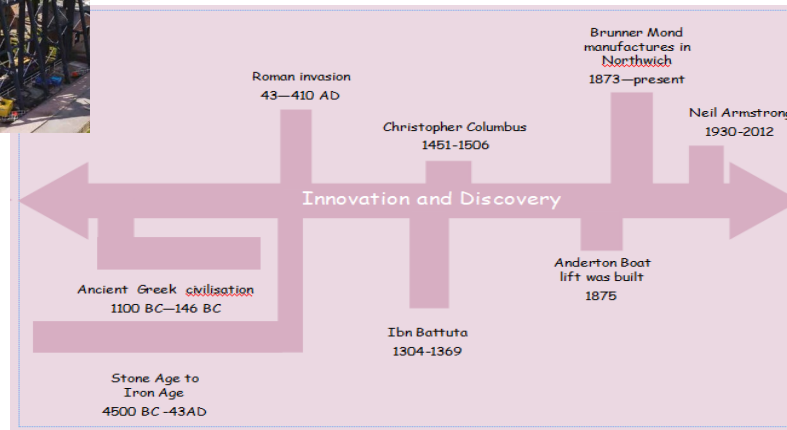 Brunner Mond
manufactures in
Northwich
1873—present
Roman invasion
43—410 AD
Neil Armstrong
1930-2012
Christopher Columbus
1451-1506
Innovation and Discovery
Anderton Boat
lift was built
1875
Ancient Greek civilisation
1100 BC—146 BC
Ibn Battuta
1304-1369
Stone Age to
Iron Age
4500 BC -43AD